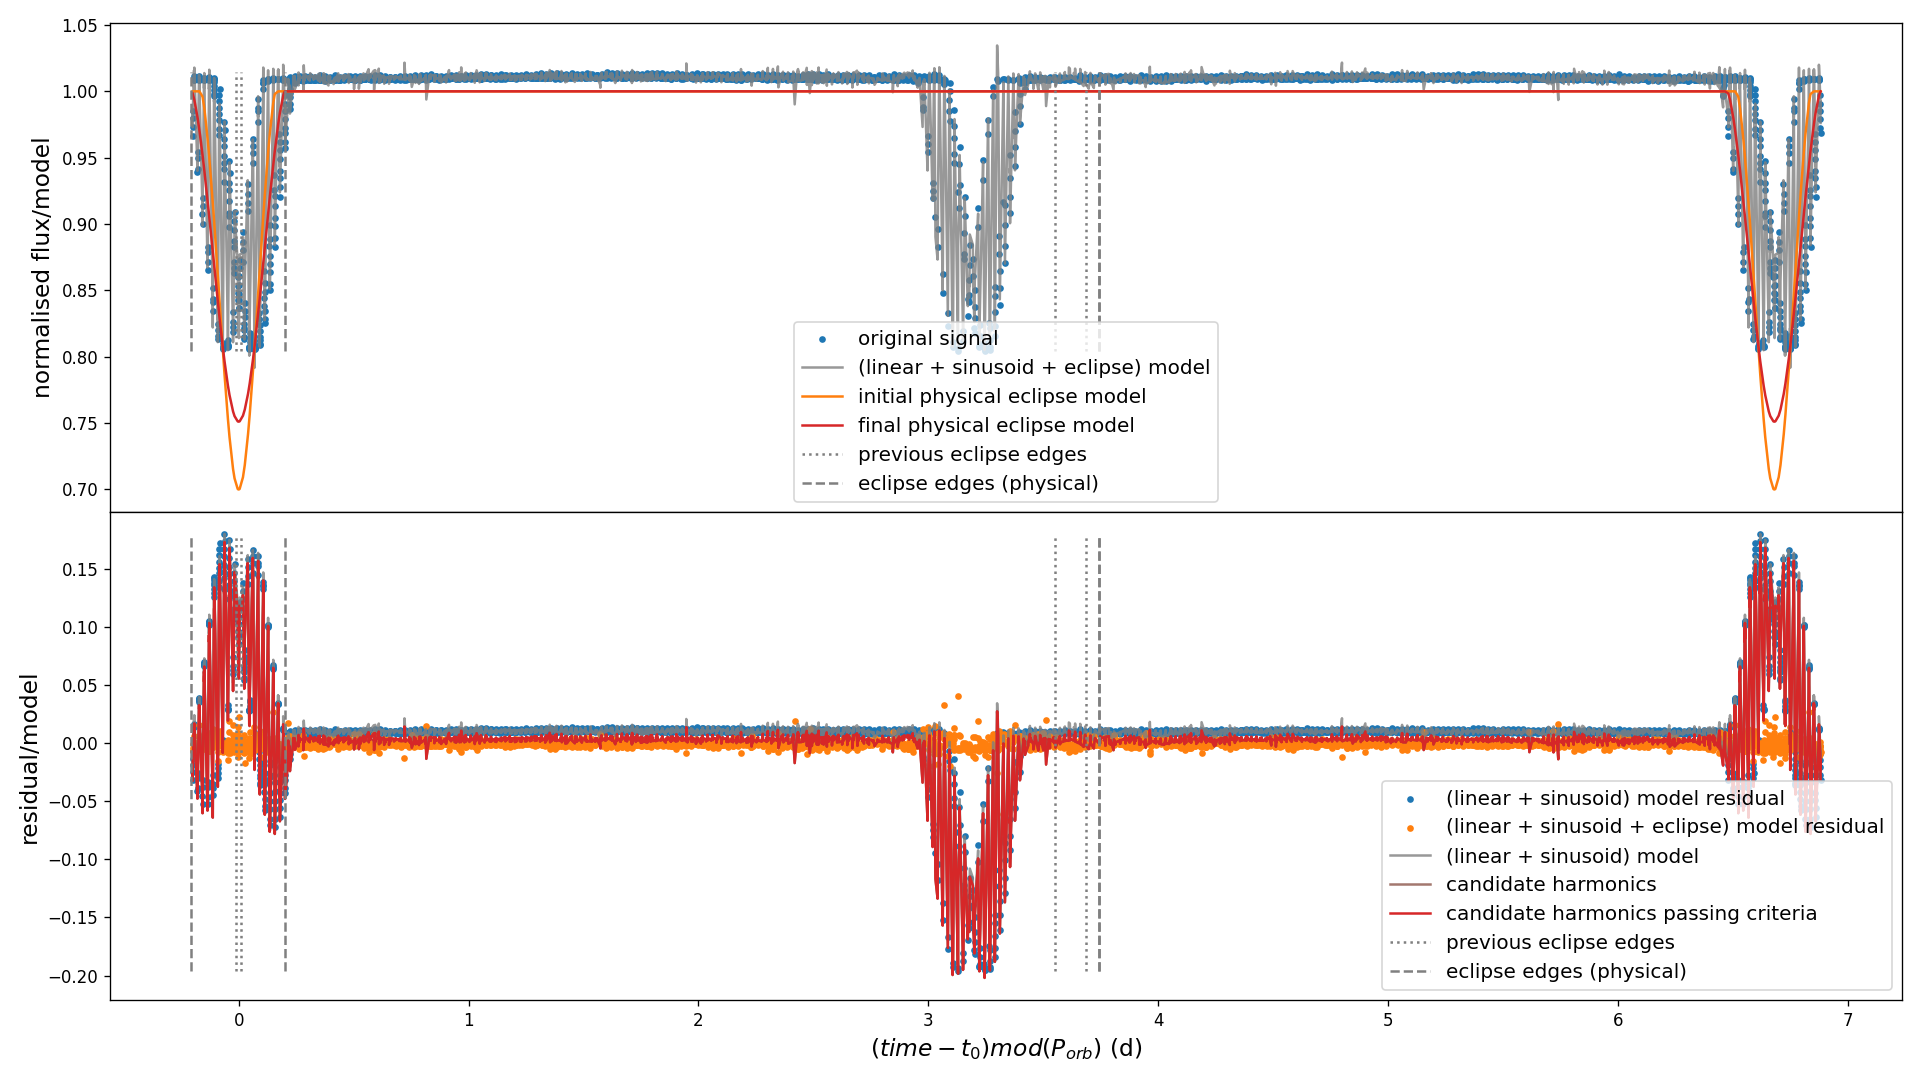 1.05
1.00
0.95
0.90
0.85
0.80
0.75
0.70
normalised flux/model
original signal
(linear + sinusoid + eclipse) model
initial physical eclipse model
final physical eclipse model
previous eclipse edges
eclipse edges (physical)
0.15
0.10
0.05
0.00
−0.05
−0.10
−0.15
−0.20
residual/model
(linear + sinusoid) model residual
(linear + sinusoid + eclipse) model residual
(linear + sinusoid) model
candidate harmonics
candidate harmonics passing criteria
previous eclipse edges
eclipse edges (physical)
0 1 2 3 4 5 6 7
(time − t₀)mod(Pₒᵣb) (d)